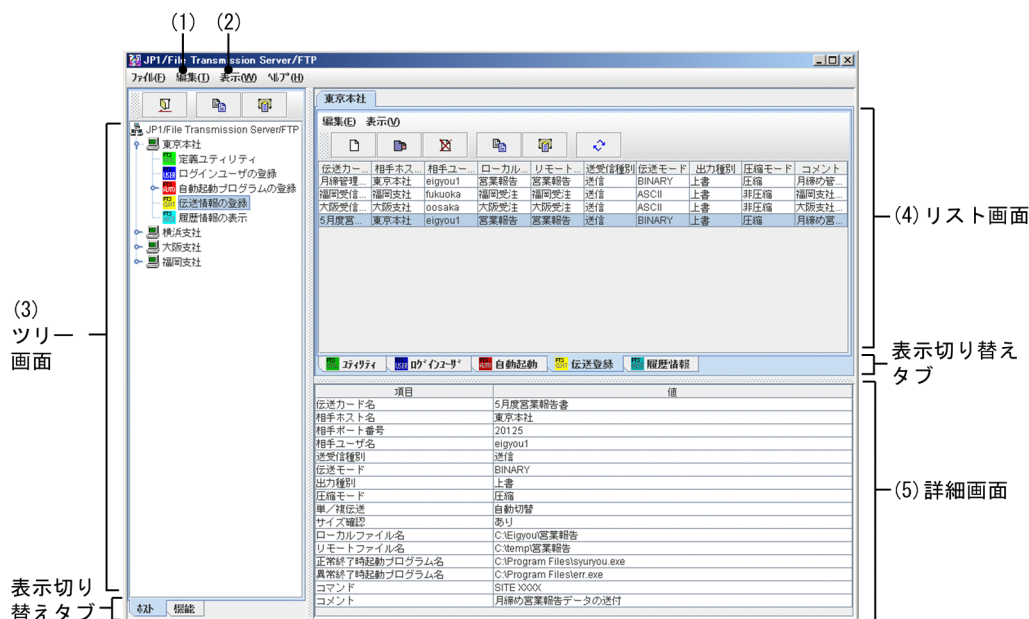 (1)
(2)
JP1/File Transmission Server/FTP
ﾌｧｲﾙ(F) 編集(T) 表示(W) ﾍﾙﾌﾟ(H)
JP1/File Transmission Server/FTP
東京本社
定義ユティリティ
ログインユーザの登録
自動起動プログラムの登録
伝送情報の登録
履歴情報の表示
横浜支社
大阪支社
福岡支社
ﾎｽﾄ 機能
(3)
ツリー
画面
表示切り
替えタブ
東京本社
編集(E) 表示(V)
伝送カー... 相手ホス... 相手ユー... ローカル... リモート... 送受信種別 伝送モード 出力種別 圧縮モード コメント
月締管理... 東京本社 eigyou1 営業報告 営業報告 送信 BINARY 上書 圧縮 月締め管...
福岡受信... 福岡支社 fukuoka 福岡受注 福岡受注 送信 ASCII 上書 非圧縮 福岡支社...
大阪受信... 大阪支社 oosaka 大阪受注 大阪受注 送信 ASCII 上書 非圧縮 大阪支社...
5月度営... 東京本社 eigyou1 営業報告 営業報告 送信 BINARY 上書 圧縮 月締め営...
ﾕﾃｨﾘﾃｨ ﾛｸﾞｲﾝﾕｰｻﾞ 自動起動 伝送登録 履歴情報
(4)リスト画面
表示切り替え
タブ
項目 値
伝送カード名 5月度営業報告書
相手ホスト名 東京本社
相手ポート番号 20125
相手ユーザ名 eigyou1
送受信種別 送信
伝送モード BINARY
出力種別 上書
圧縮モード 圧縮
単／複伝送 自動切替
サイズ確認 あり
ローカルファイル名 C:\Eigyou\営業報告
リモートファイル名 C:\temp\営業報告
正常終了時起動プログラム名 C:\Program Files\syuryou.exe
異常終了時起動プログラム名 C:\Program Files\err.exe
コマンド SITE XXXX
コメント 月締め営業報告データの送付
(5)詳細画面